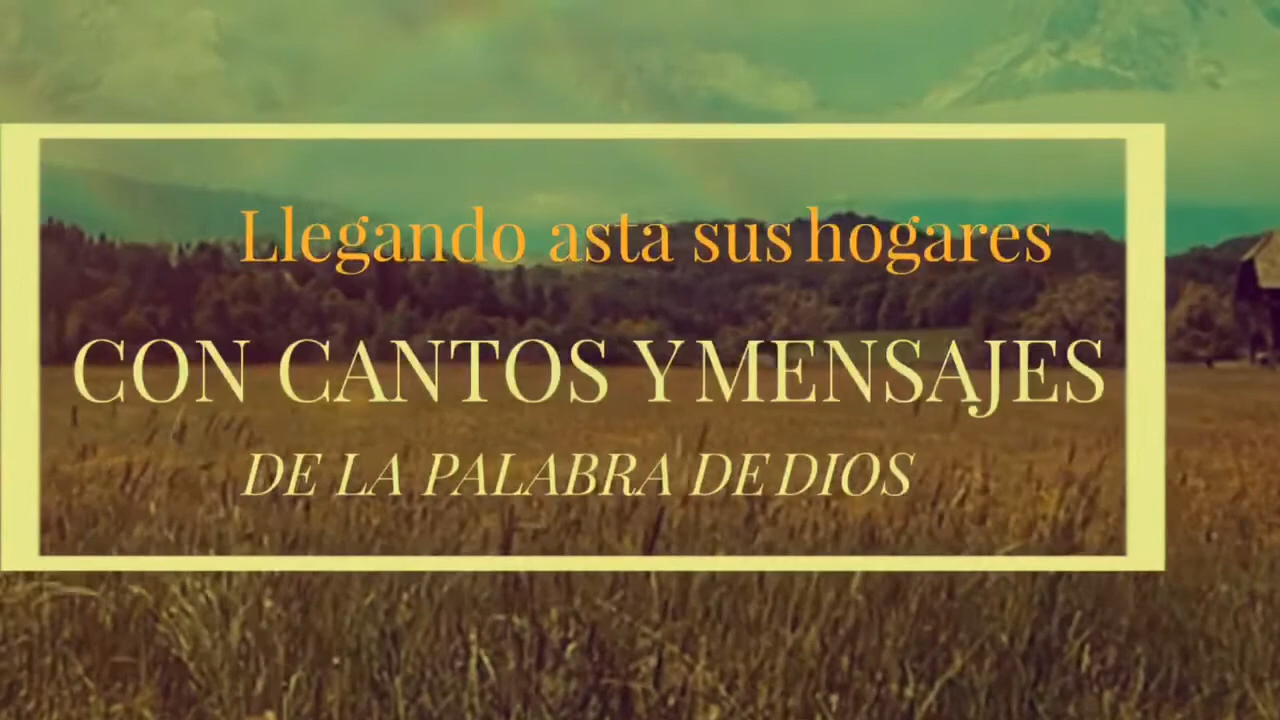 Llegando asta sus hogares
CON CANTOS Y MENSAJES
DE LA PALABRA DE DIOS